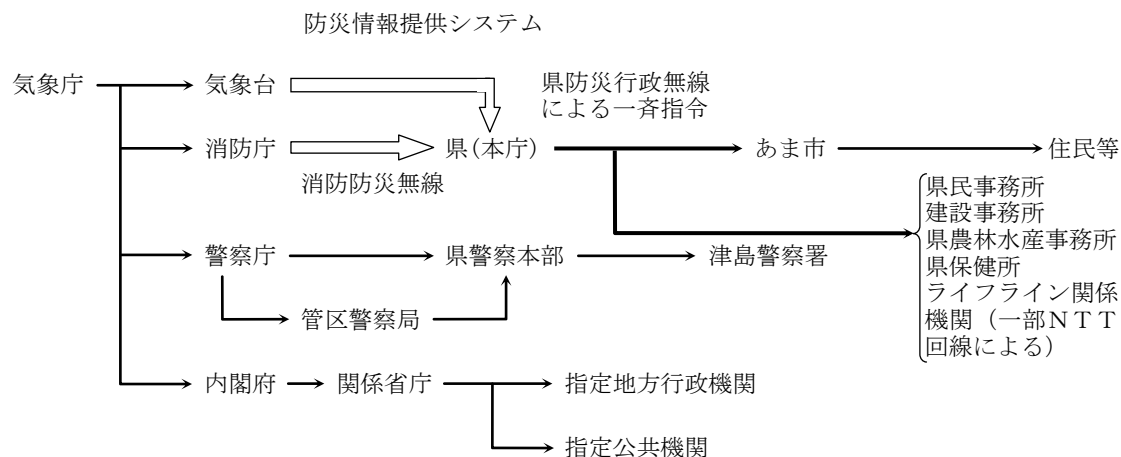 防災情報提供システム
気象庁
気象台
県防災行政無線
による一斉指令
消防庁
県(本庁)
あま市
住民等
消防防災無線
県民事務所
建設事務所
県農林水産事務所
県保健所
ライフライン関係
機関（一部ＮＴＴ
回線による）
警察庁
県警察本部
津島警察署
管区警察局
内閣府
関係省庁
指定地方行政機関
指定公共機関